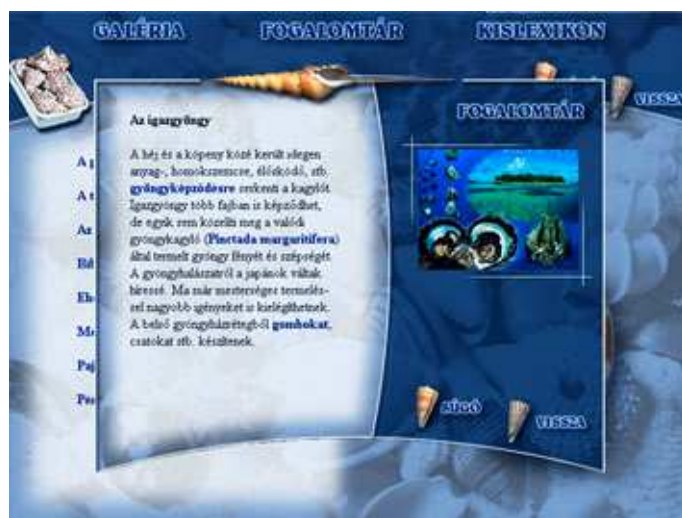 GALÉRIA
FOGALOMTÁR
KISLEXIKON
VISSZA
FOGALOMTÁR
Az igazgyöngy
A héj és a köpeny közé került idegen
anyag-, homokszemcse, élősködő, stb.
gyöngyképződésre serkenti a kagylót.
Igazgyöngy több fajban is képződhet,
de egyik sem közelíti meg a valódi
gyöngykagyló (Pinctada margaritifera)
által termelt gyöngy fényét és szépségét.
A gyöngyhalászatról a japánok váltak
híressé. Ma már mesterséges termelés-
sel nagyobb igényeket is kielégíthetnek.
A belső gyöngyházrétegből gombokat,
csatokat stb. készítenek.
A
A
Az
Me
Paj
SÚGÓ
VISSZA